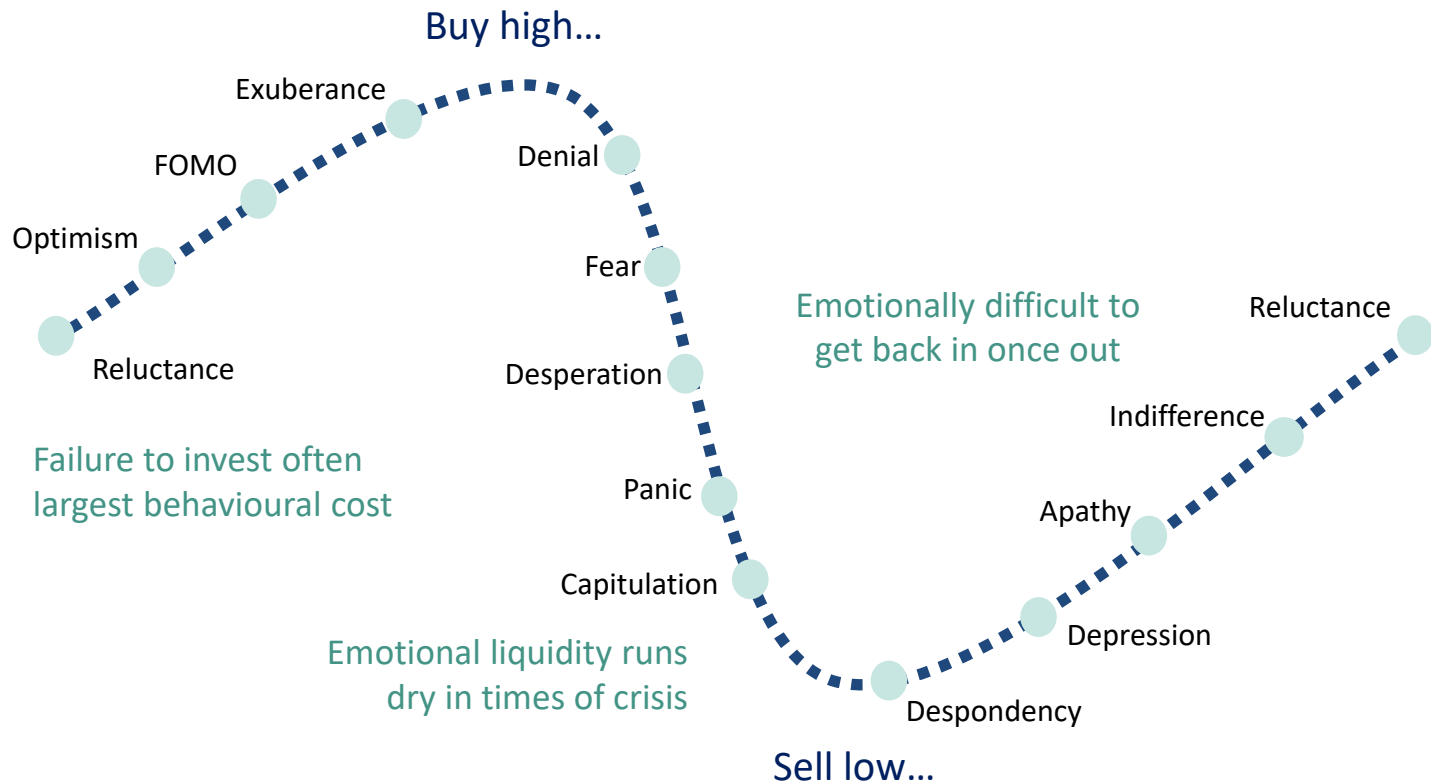 Buy high…
Exuberance
FOMO
Optimism
Reluctance
Failure to invest often
largest behavioural cost
Denial
Fear
Desperation
Panic
Capitulation
Emotional liquidity runs
dry in times of crisis
Emotionally difficult to
get back in once out
Reluctance
Indifference
Apathy
Depression
Despondency
Sell low…